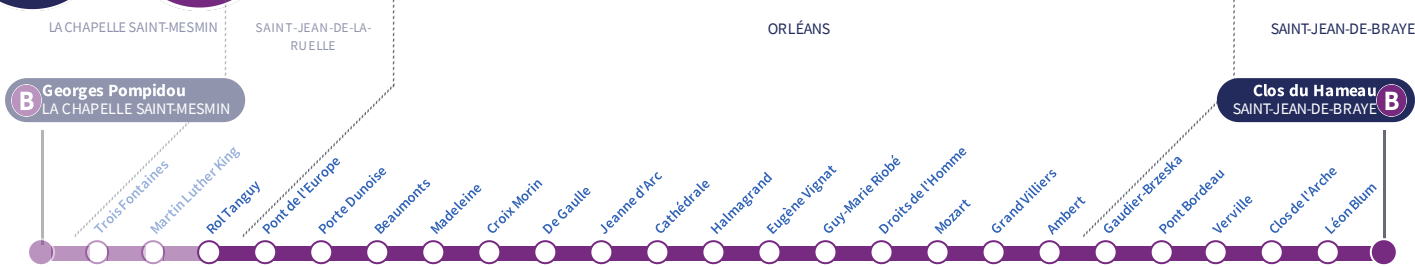 LA CHAPELLE SAINT-MESMIN
SAINT-JEAN-DE-LA-
RUELLE
ORLÉANS
SAINT-JEAN-DE-BRAYE
B
Georges Pompidou
LA CHAPELLE SAINT-MESMIN
Clos du Hameau
SAINT-JEAN-DE-BRAYE
B
Trois Fontaines
Martin Luther King
Rol Tanguy
Pont de l'Europe
Porte Dunoise
Beaumonts
Madeleine
Croix Morin
De Gaulle
Jeanne d'Arc
Cathédrale
Halmagrand
Eugène Vignat
Guy-Marie Riobé
Droits de l'Homme
Mozart
Grand Villiers
Ambert
Gaudier-Brzeska
Pont Bordeau
Verville
Clos de l'Arche
Léon Blum